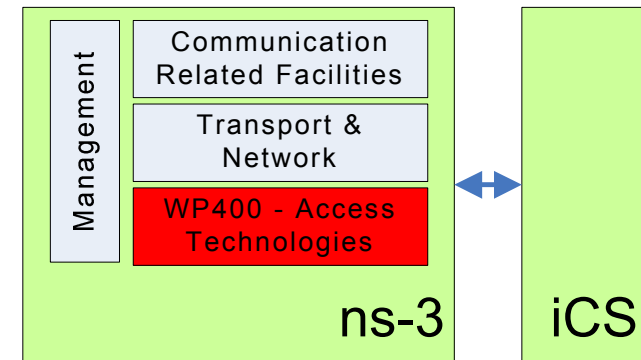 Management
Communication
Related Facilities
Transport &
Network
WP400 - Access
Technologies
ns-3
iCS